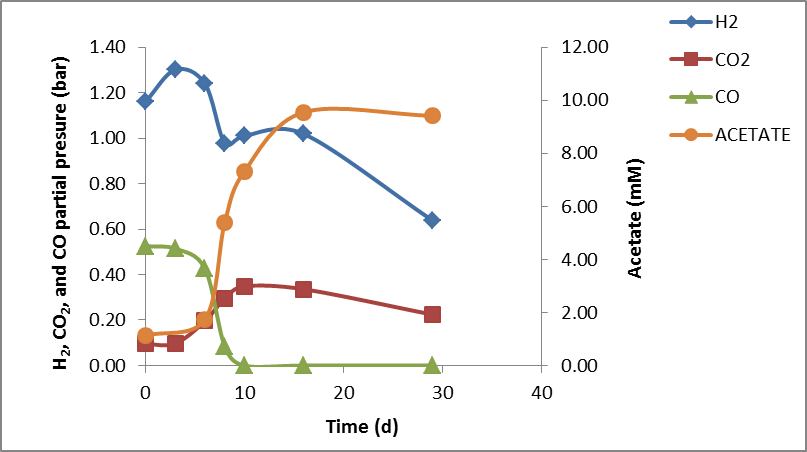 H2
CO2
CO
ACETATE
1.40
1.20
1.00
0.80
0.60
0.40
0.20
0.00
H₂, CO₂, and CO partial presure (bar)
12.00
10.00
8.00
6.00
4.00
2.00
0.00
Acetate (mM)
0
10
20
30
40
Time (d)